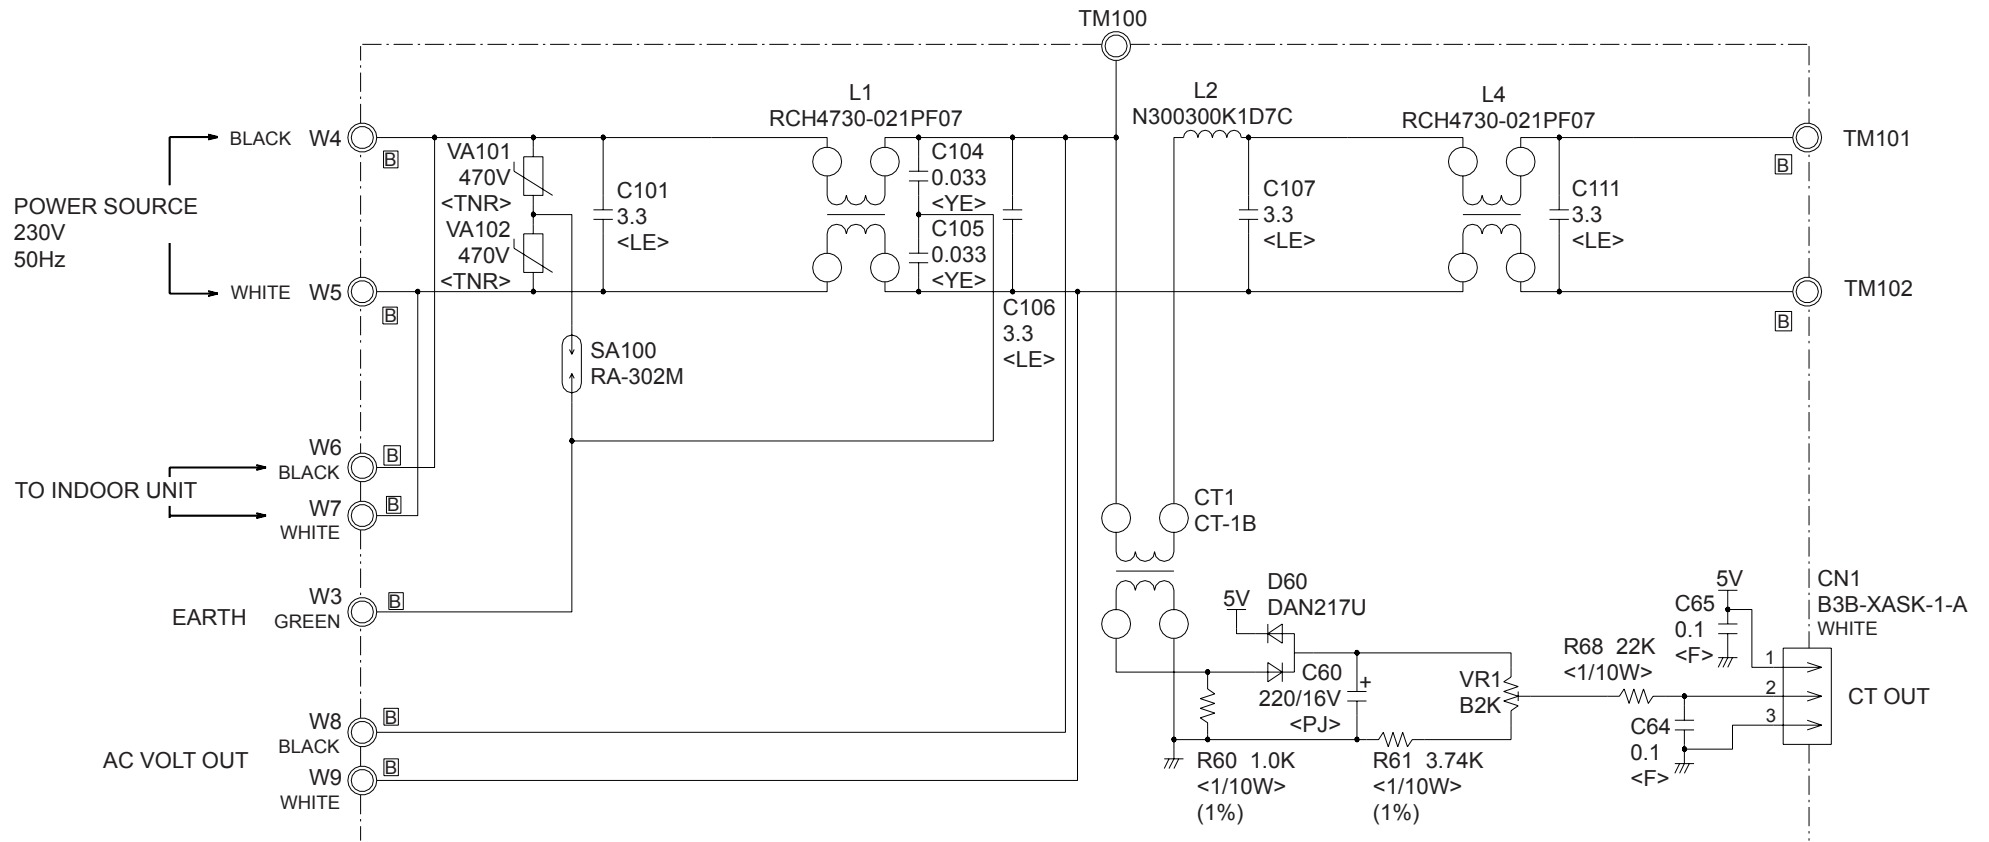 TM100
L1
RCH4730-021PF07
L2
N300300K1D7C
L4
RCH4730-021PF07
BLACK W4
B
VA101
470V
<TNR>
VA102
470V
<TNR>
C101
3.3
<LE>
C104
0.033
<YE>
C105
0.033
<YE>
C107
3.3
<LE>
C111
3.3
<LE>
TM101
B
POWER SOURCE
230V
50Hz
WHITE W5
B
C106
3.3
<LE>
TM102
B
SA100
RA-302M
TO INDOOR UNIT
W6
BLACK
B
W7
WHITE
B
CT1
CT-1B
EARTH
W3
GREEN
B
5V
D60
DAN217U
C60
220/16V
<PJ>
+
VR1
B2K
R68 22K
<1/10W>
5V
C65
0.1
<F>
CN1
B3B-XASK-1-A
WHITE
1
2
3
CT OUT
C64
0.1
<F>
R60 1.0K
<1/10W>
(1%)
R61 3.74K
<1/10W>
(1%)
AC VOLT OUT
W8
BLACK
B
W9
WHITE
B